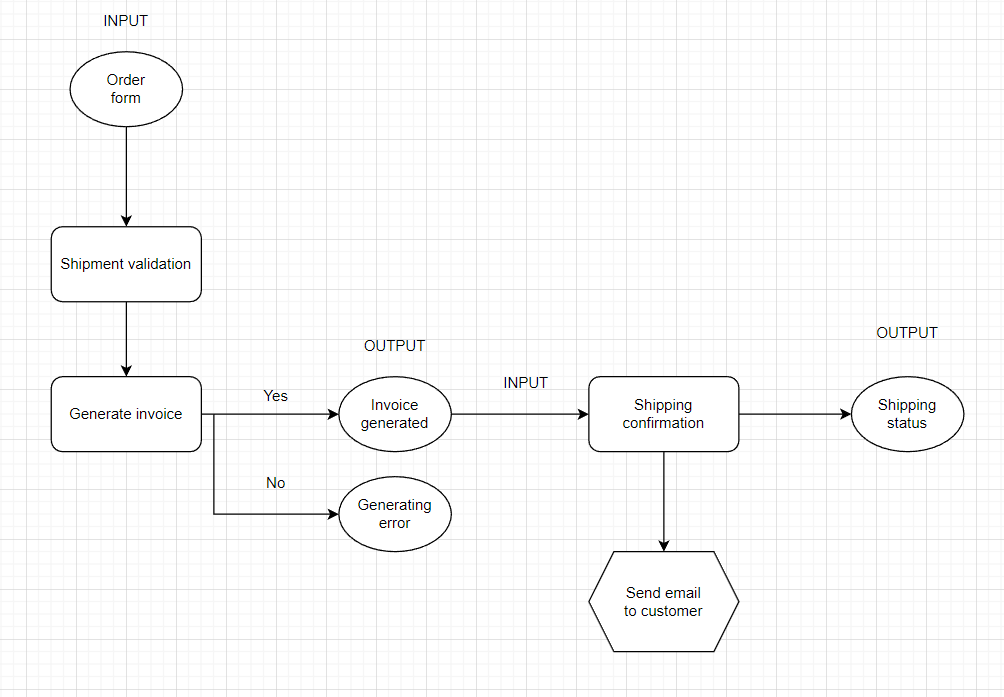 INPUT
Order
form
Shipment validation
Generate invoice
Yes
No
OUTPUT
Invoice
generated
Generating
error
INPUT
Shipping
confirmation
Send email
to customer
OUTPUT
Shipping
status